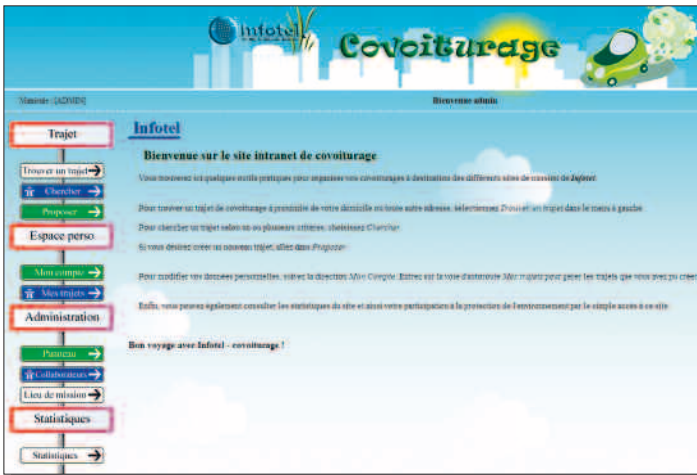 infotel
Covoiturage
[ADMIN]
Bienvenue admin
Trajet
Trouver un trajet
Chercher
Proposer
Espace perso
Mon compte
Mes trajets
Administration
Panneau
Collaborateurs
Lieu de mission
Statistiques
Statistiques
Infotel
Bienvenue sur le site intranet de covoiturage
Vous trouverez ici quelques outils pratiques pour organiser vos covoiturages à destination des différents sites de mission de Infotel.
Pour trouver un trajet de covoiturage à proximité de votre domicile ou toute autre adresse, sélectionnez Trouver un trajet dans le menu à gauche.
Pour chercher un trajet selon un ou plusieurs critères, choisissez Chercher.
Si vous désirez créer un nouveau trajet, allez dans Proposer.
Pour modifier vos données personnelles, suivez la direction Mon Compte. Entrez sur la voie d'autoroute Mes trajets pour gérer les trajets que vous avez pu créer
Enfin, vous pouvez également consulter les statistiques du site et ainsi votre participation à la protection de l'environnement par le simple accès à ce site.
Bon voyage avec Infotel - covoiturage !